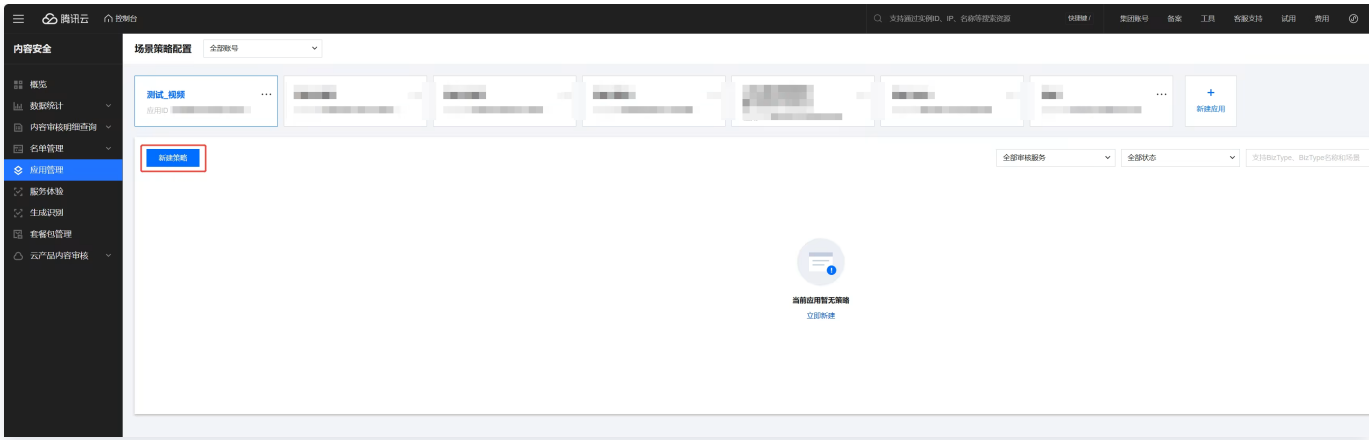 腾讯云 控制台 支持通过实例ID、IP、名称等搜索资源 快捷键 / 集团账号 备案 工具 客服支持 试用 费用
内容安全 场景策略配置 全部账号
概览
数据统计
内容审核明细查询
名单管理
应用管理
服务体验
生成识别
套餐包管理
云产品内容审核
测试_视频 ...
应用ID
...
+
新建应用
新建策略 全部审核服务 全部状态 支持BizType、BizType名称和场景
当前应用暂无策略
立即新建